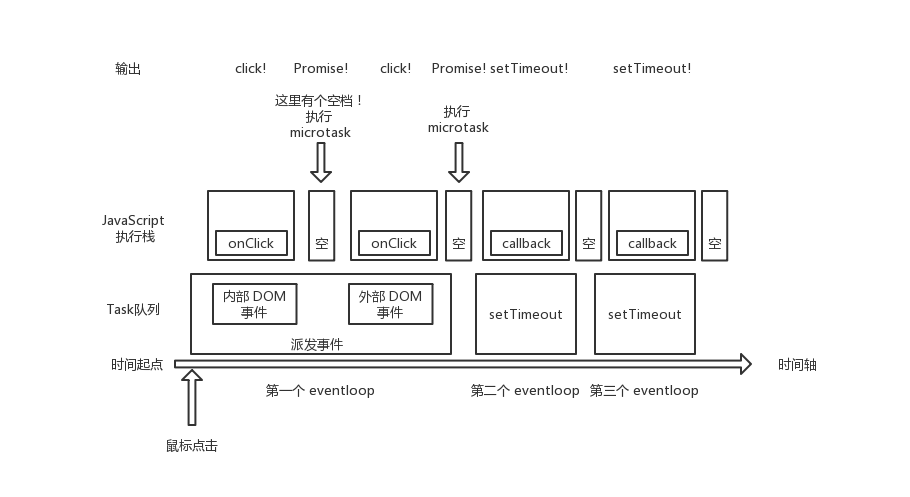 输出
click!
Promise!
click!
Promise!
setTimeout!
setTimeout!
这里有个空档！
执行
microtask
执行
microtask
JavaScript
执行栈
onClick
空
onClick
空
callback
空
callback
空
Task队列
内部 DOM
事件
外部 DOM
事件
派发事件
setTimeout
setTimeout
时间起点
时间轴
第一个 eventloop
第二个 eventloop
第三个 eventloop
鼠标点击